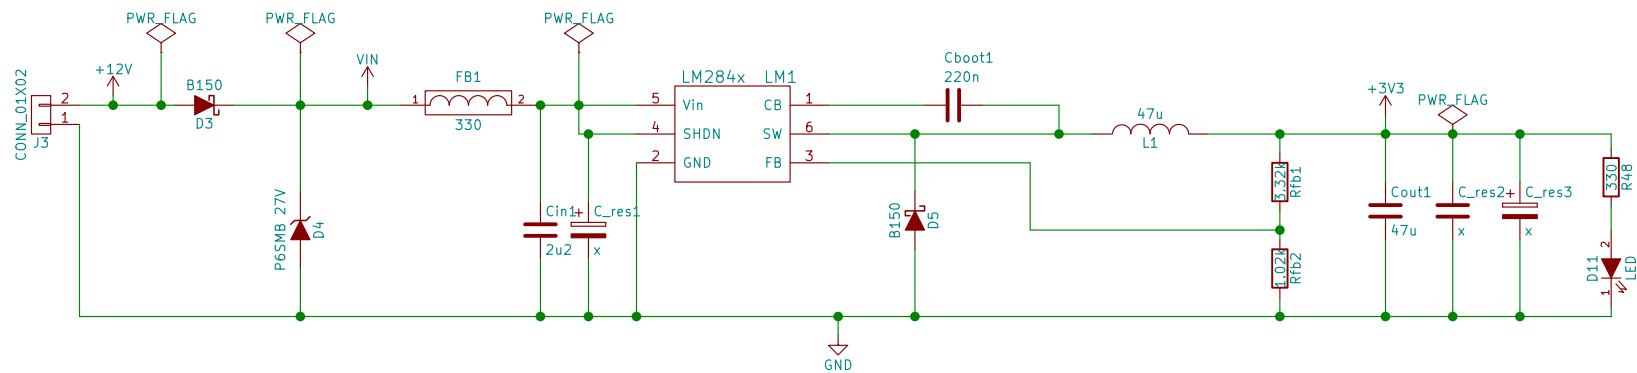 PWR_FLAG
PWR_FLAG
PWR_FLAG
+12V
VIN
CONN_01X02
2
1
J3
B150
D3
FB1
1
2
330
LM284x
LM1
5
Vin
4
SHDN
2
GND
CB
1
SW
6
FB
3
Cboot1
220n
47u
L1
+3V3
PWR_FLAG
P6SMB 27V
D4
Cin1
2u2
+
C_res1
x
B150
D5
3.32k
Rfb1
1.02k
Rfb2
Cout1
47u
C_res2
x
+
C_res3
x
330
R48
2
D11
LED
1
GND